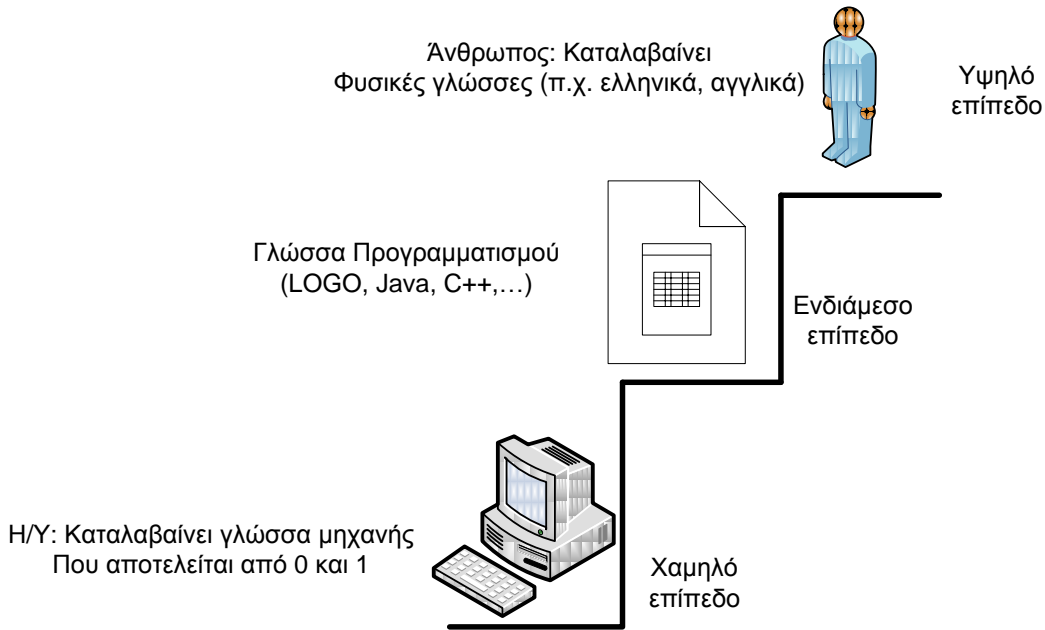 Άνθρωπος: Καταλαβαίνει
Φυσικές γλώσσες (π.χ. ελληνικά, αγγλικά)
Υψηλό
επίπεδο
Γλώσσα Προγραμματισμού
(LOGO, Java, C++,…)
Ενδιάμεσο
επίπεδο
Η/Υ: Καταλαβαίνει γλώσσα μηχανής
Που αποτελείται από 0 και 1
Χαμηλό
επίπεδο